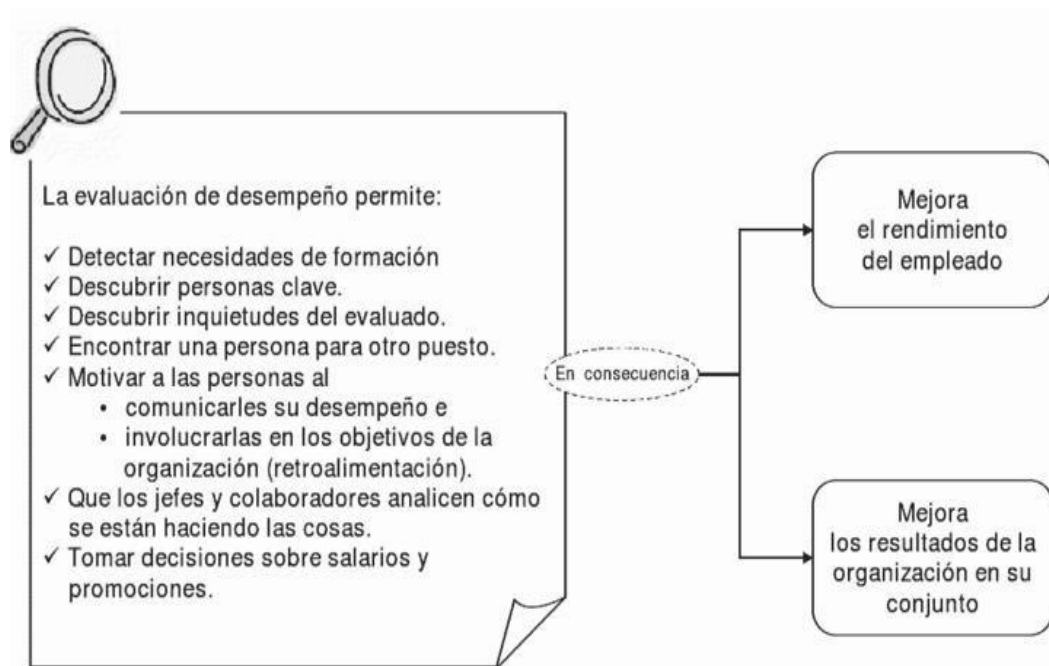 La evaluación de desempeño permite:
✓ Detectar necesidades de formación
✓ Descubrir personas clave.
✓ Descubrir inquietudes del evaluado.
✓ Encontrar una persona para otro puesto.
✓ Motivar a las personas al
• comunicarles su desempeño e
• involucrarlas en los objetivos de la
organización (retroalimentación).
✓ Que los jefes y colaboradores analicen cómo
se están haciendo las cosas.
✓ Tomar decisiones sobre salarios y
promociones.
En consecuencia
Mejora
el rendimiento
del empleado
Mejora
los resultados de la
organización en su
conjunto